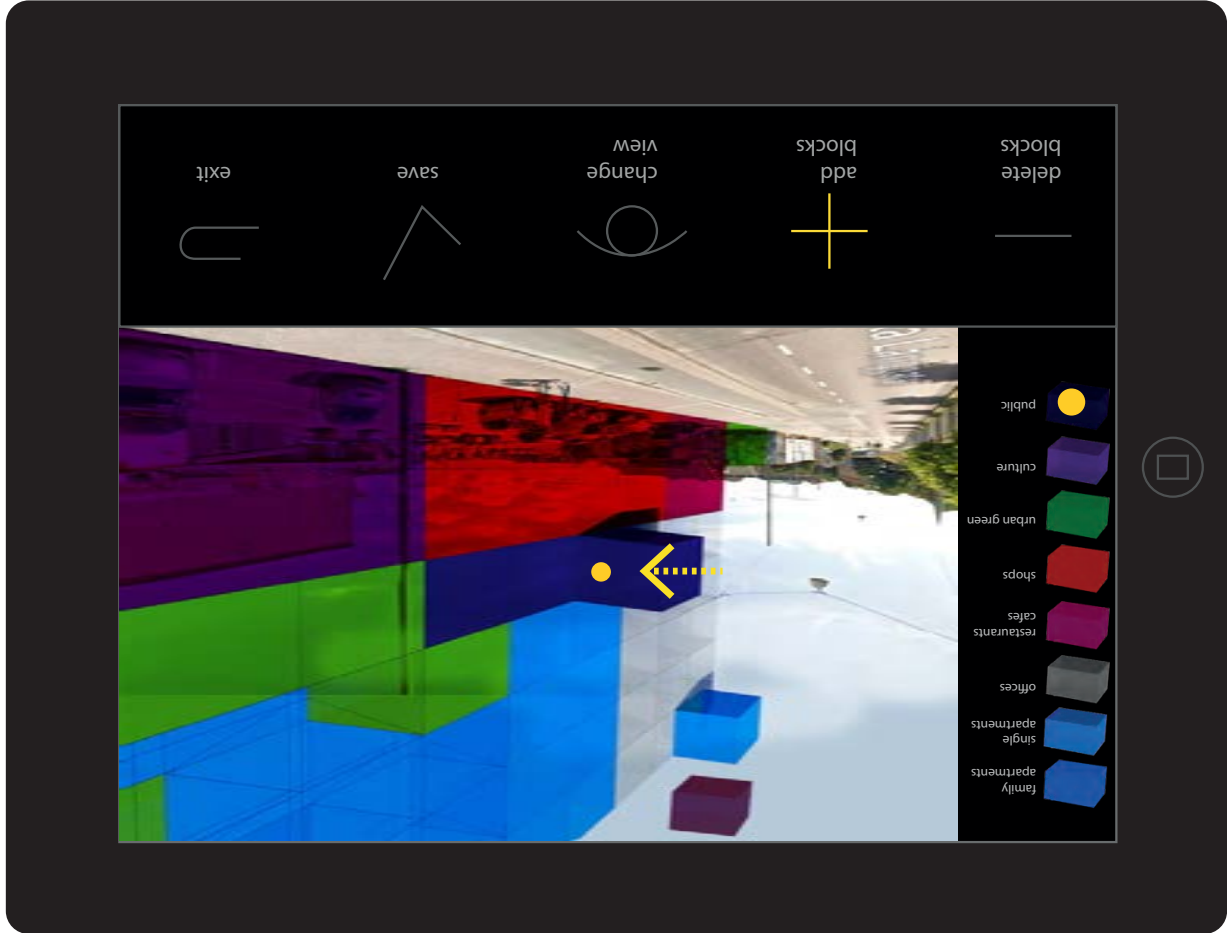 family
apartments
single
apartments
offices
restaurants
cafes
shops
urban green
culture
public
delete
blocks
add
blocks
change
view
save
exit